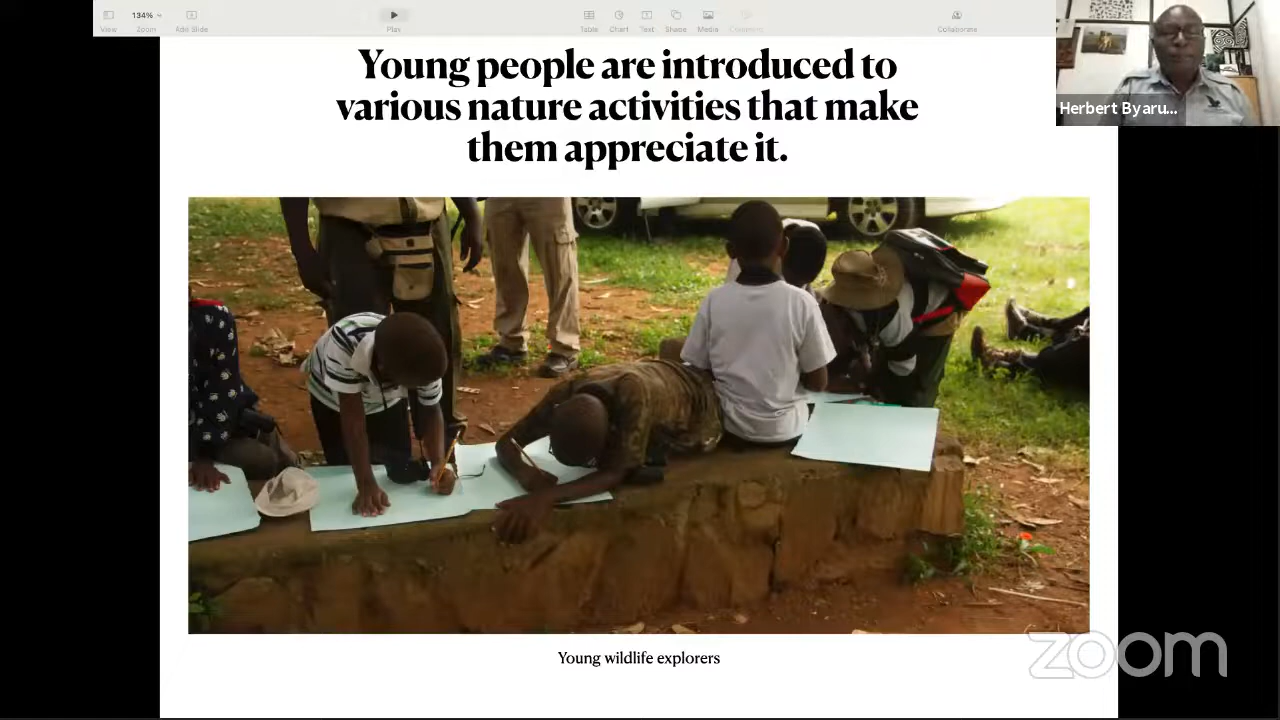 134%
View
Zoom
Add Slide
Play
Table
Chart
Text
Shape
Media
Comment
Collaborate
Herbert Byaru...
Young people are introduced to
various nature activities that make
them appreciate it.
Young wildlife explorers
zoom